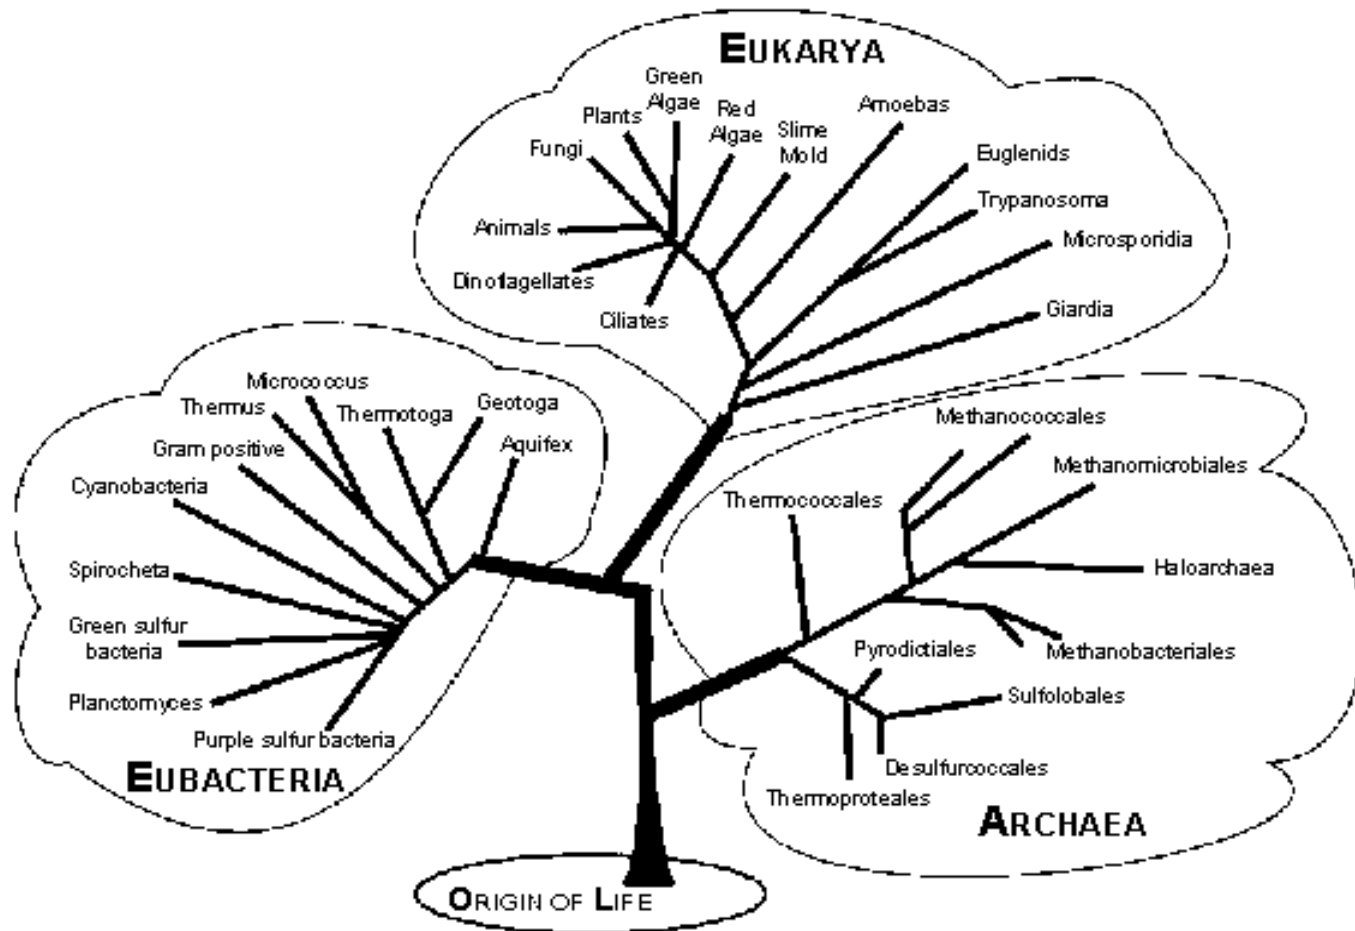 EUKARYA
Green
Algae
Plants
Red
Algae
Fungi
Slime
Mold
Amoebas
Euglenids
Trypanosoma
Animals
Microsporidia
Dinoflagellates
Ciliates
Giardia
Micrococcus
Thermus
Thermotoga
Geotoga
Gram positive
Aquifex
Cyanobacteria
Spirocheta
Green sulfur
bacteria
Planctomyces
Purple sulfur bacteria
EUBACTERIA
Methanococcales
Methanomicrobiales
Thermococcales
Haloarchaea
Pyrodictiales
Methanobacteriales
Sulfolobales
Desulfurcoccales
Thermoproteales
ARCHAEA
ORIGIN OF LIFE